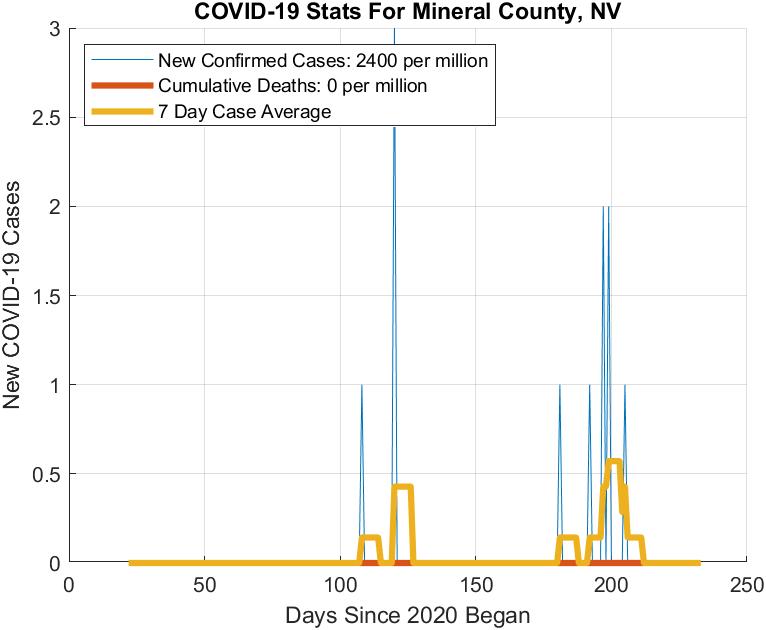 COVID-19 Stats For Mineral County, NV
3
New Confirmed Cases: 2400 per million
Cumulative Deaths: 0 per million
7 Day Case Average
2.5
2
1.5
1
0.5
0
New COVID-19 Cases
0 50 100 150 200 250
Days Since 2020 Began